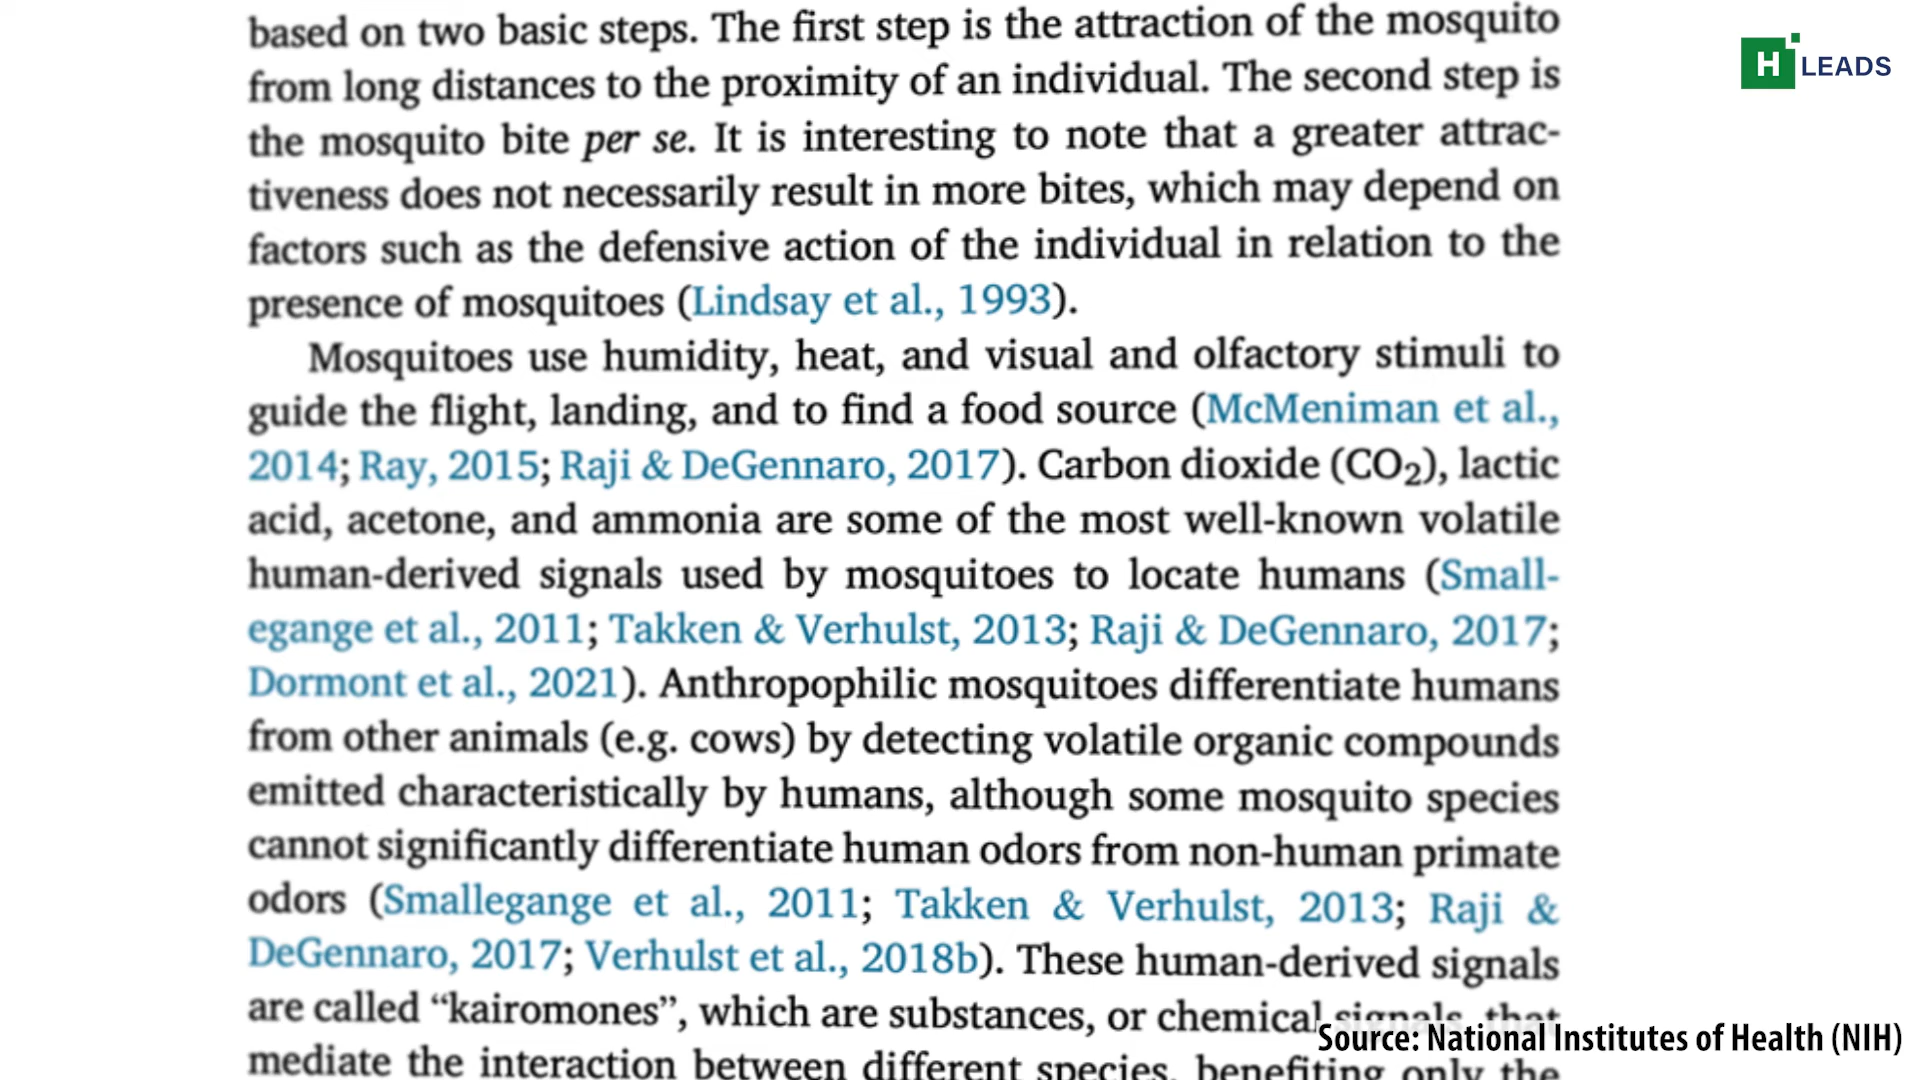 based on two basic steps. The first step is the attraction of the mosquito
from long distances to the proximity of an individual. The second step is
the mosquito bite per se. It is interesting to note that a greater attrac-
tiveness does not necessarily result in more bites, which may depend on
factors such as the defensive action of the individual in relation to the
presence of mosquitoes (Lindsay et al., 1993).
Mosquitoes use humidity, heat, and visual and olfactory stimuli to
guide the flight, landing, and to find a food source (McMeniman et al.,
2014; Ray, 2015; Raji & DeGennaro, 2017). Carbon dioxide (CO₂), lactic
acid, acetone, and ammonia are some of the most well-known volatile
human-derived signals used by mosquitoes to locate humans (Small-
egange et al., 2011; Takken & Verhulst, 2013; Raji & DeGennaro, 2017;
Dormont et al., 2021). Anthropophilic mosquitoes differentiate humans
from other animals (e.g. cows) by detecting volatile organic compounds
emitted characteristically by humans, although some mosquito species
cannot significantly differentiate human odors from non-human primate
odors (Smallegange et al., 2011; Takken & Verhulst, 2013; Raji &
DeGennaro, 2017; Verhulst et al., 2018b). These human-derived signals
are called “kairomones”, which are substances, or chemical signals, that
mediate the interaction between different species, benefiting only the
H LEADS
Source: National Institutes of Health (NIH)